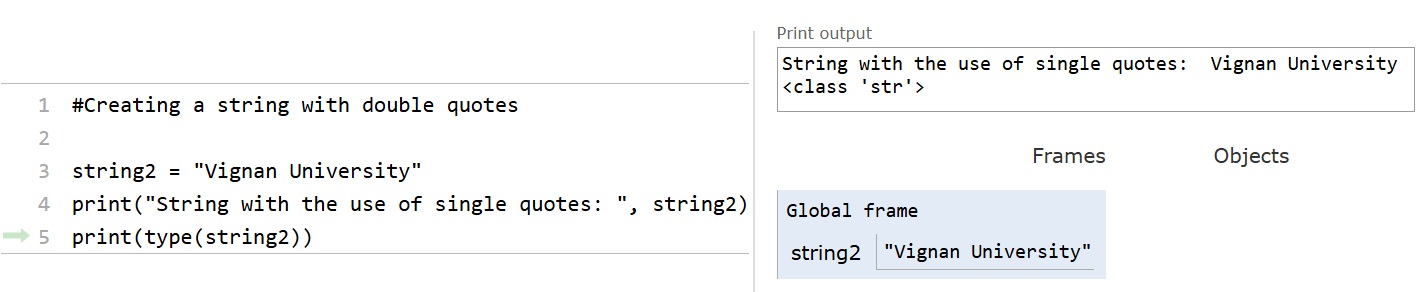 1 #Creating a string with double quotes
2
3 string2 = "Vignan University"
4 print("String with the use of single quotes: ", string2)
5 print(type(string2))
Print output
String with the use of single quotes:  Vignan University
<class 'str'>
Frames Objects
Global frame
string2 "Vignan University"